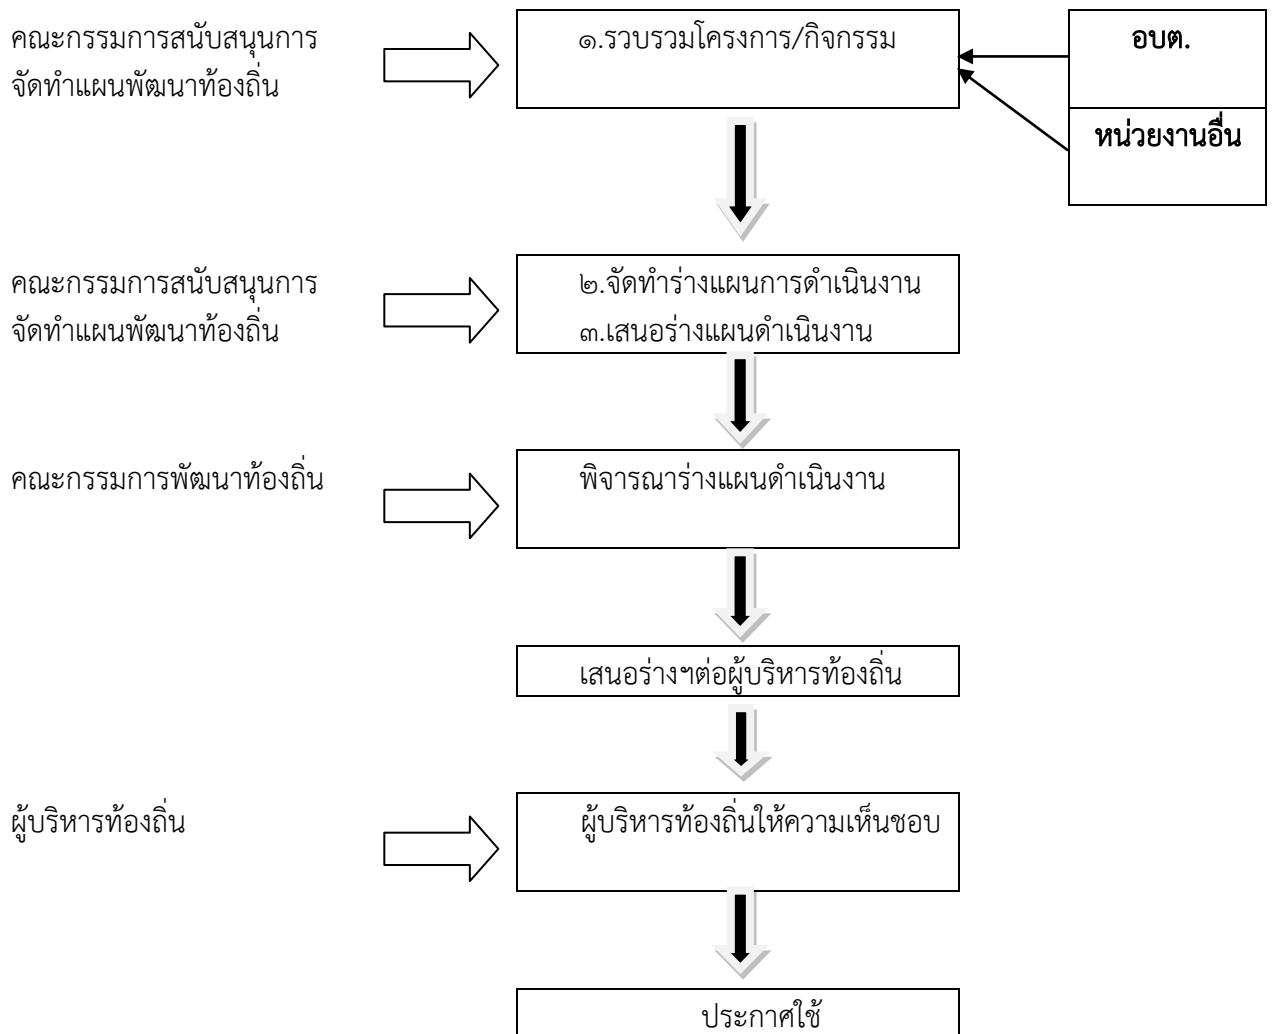 คณะกรรมการสนับสนุนการ
จัดทำแผนพัฒนาท้องถิ่น
๑.รวบรวมโครงการ/กิจกรรม
อบต.
หน่วยงานอื่น
คณะกรรมการสนับสนุนการ
จัดทำแผนพัฒนาท้องถิ่น
๒.จัดทำร่างแผนการดำเนินงาน
๓.เสนอร่างแผนดำเนินงาน
คณะกรรมการพัฒนาท้องถิ่น
พิจารณาร่างแผนดำเนินงาน
เสนอร่างฯต่อผู้บริหารท้องถิ่น
ผู้บริหารท้องถิ่น
ผู้บริหารท้องถิ่นให้ความเห็นชอบ
ประกาศใช้